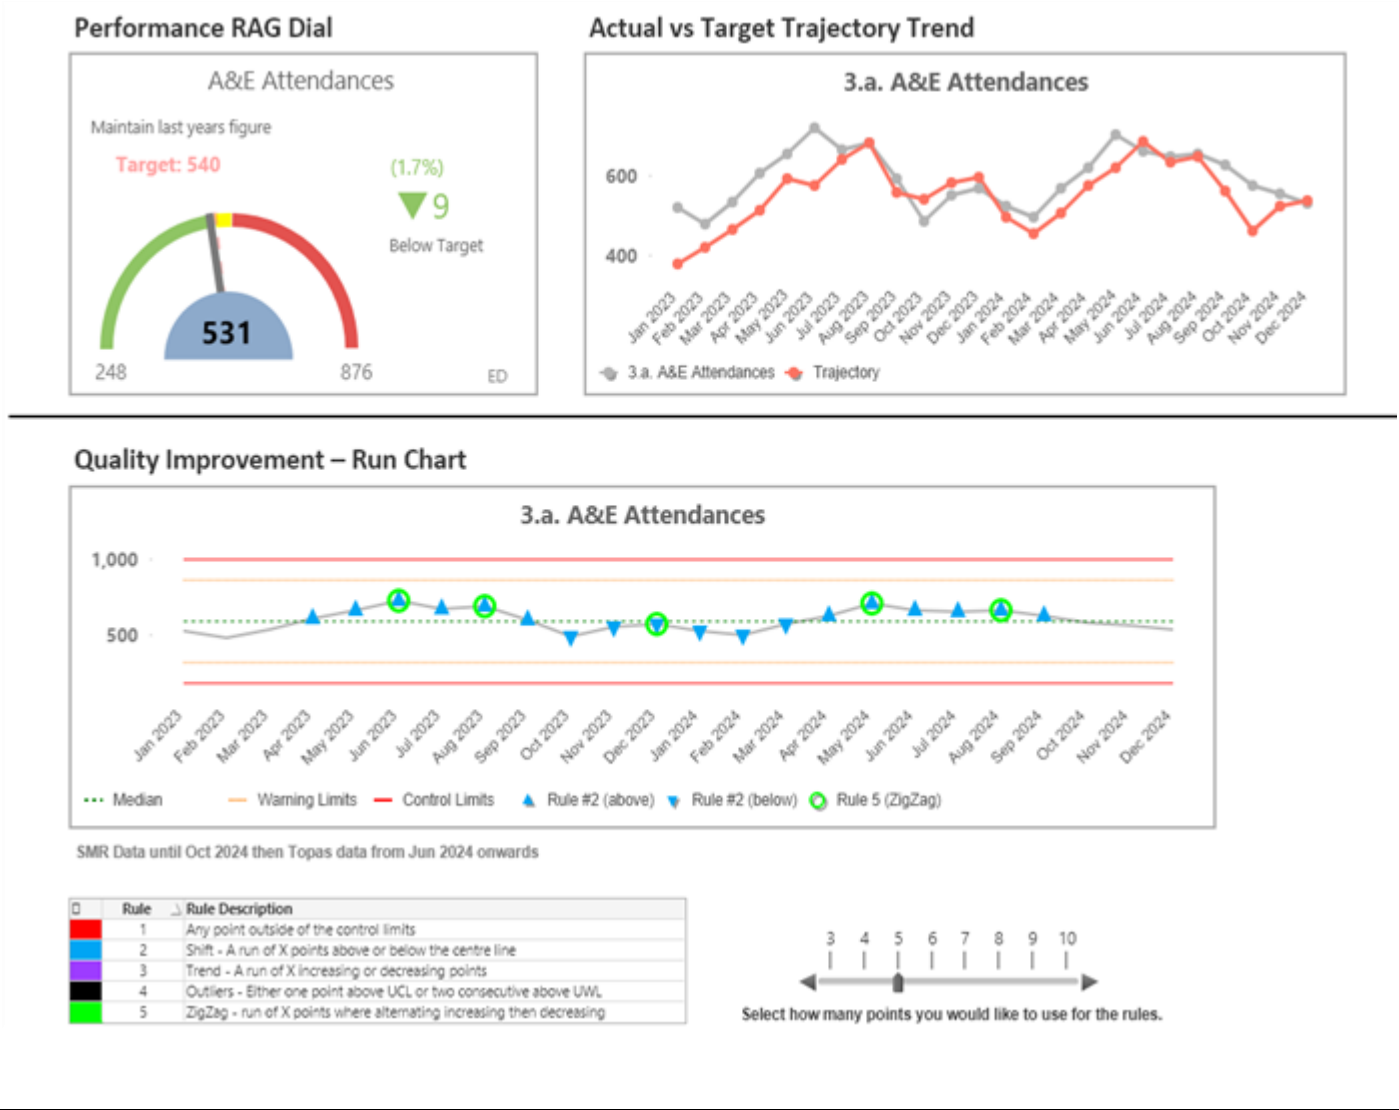 Performance RAG Dial
Actual vs Target Trajectory Trend
A&E Attendances
Maintain last years figure
Target: 540
(1.7%)
▼9
Below Target
531
248
876
ED
3.a. A&E Attendances
600
400
Jan 2023
Feb 2023
Mar 2023
Apr 2023
May 2023
Jun 2023
Jul 2023
Aug 2023
Sep 2023
Oct 2023
Nov 2023
Dec 2023
Jan 2024
Feb 2024
Mar 2024
Apr 2024
May 2024
Jun 2024
Jul 2024
Aug 2024
Sep 2024
Oct 2024
Nov 2024
Dec 2024
3.a. A&E Attendances Trajectory
Quality Improvement – Run Chart
3.a. A&E Attendances
1,000
500
Jan 2023
Feb 2023
Mar 2023
Apr 2023
May 2023
Jun 2023
Jul 2023
Aug 2023
Sep 2023
Oct 2023
Nov 2023
Dec 2023
Jan 2024
Feb 2024
Mar 2024
Apr 2024
May 2024
Jun 2024
Jul 2024
Aug 2024
Sep 2024
Oct 2024
Nov 2024
Dec 2024
Median Warning Limits Control Limits Rule #2 (above) Rule #2 (below) Rule 5 (ZigZag)
SMR Data until Oct 2024 then Topas data from Jun 2024 onwards
Rule Rule Description
1 Any point outside of the control limits
2 Shift - A run of X points above or below the centre line
3 Trend - A run of X increasing or decreasing points
4 Outliers - Either one point above UCL or two consecutive above UWL
5 ZigZag - run of X points where alternating increasing then decreasing
3 4 5 6 7 8 9 10
Select how many points you would like to use for the rules.